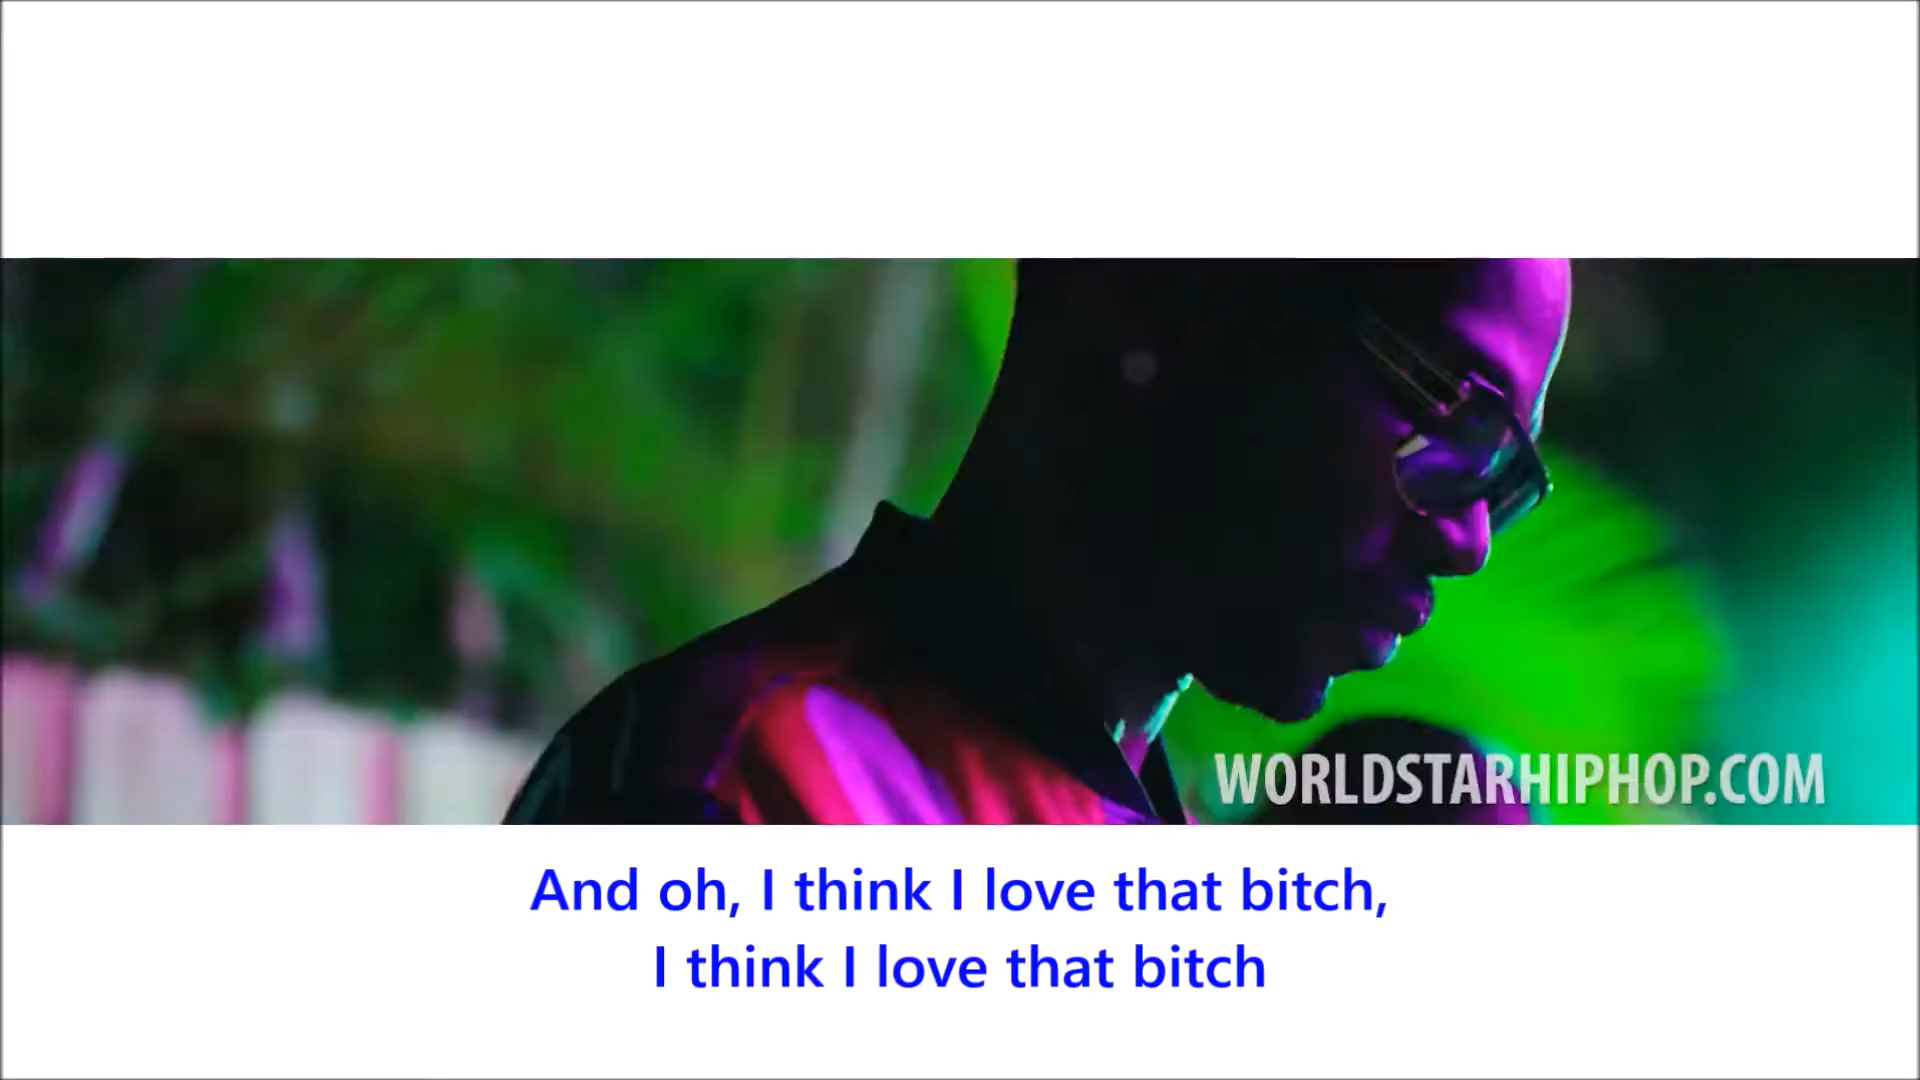 WORLDSTARHIPHOP.COM
And oh, I think I love that bitch,
I think I love that bitch